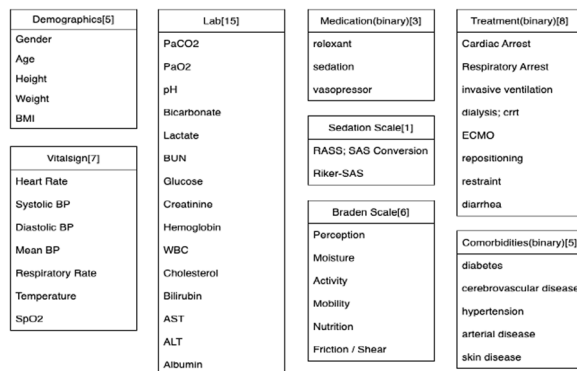 Demographics[5]
Gender
Age
Height
Weight
BMI
Vitalsign[7]
Heart Rate
Systolic BP
Diastolic BP
Mean BP
Respiratory Rate
Temperature
SpO2
Lab[15]
PaCO2
PaO2
pH
Bicarbonate
Lactate
BUN
Glucose
Creatinine
Hemoglobin
WBC
Cholesterol
Bilirubin
AST
ALT
Albumin
Medication(binary)[3]
relexant
sedation
vasopressor
Sedation Scale[1]
RASS; SAS Conversion
Riker-SAS
Braden Scale[6]
Perception
Moisture
Activity
Mobility
Nutrition
Friction / Shear
Treatment(binary)[8]
Cardiac Arrest
Respiratory Arrest
invasive ventilation
dialysis; crrt
ECMO
repositioning
restraint
diarrhea
Comorbidities(binary)[5]
diabetes
cerebrovascular disease
hypertension
arterial disease
skin disease